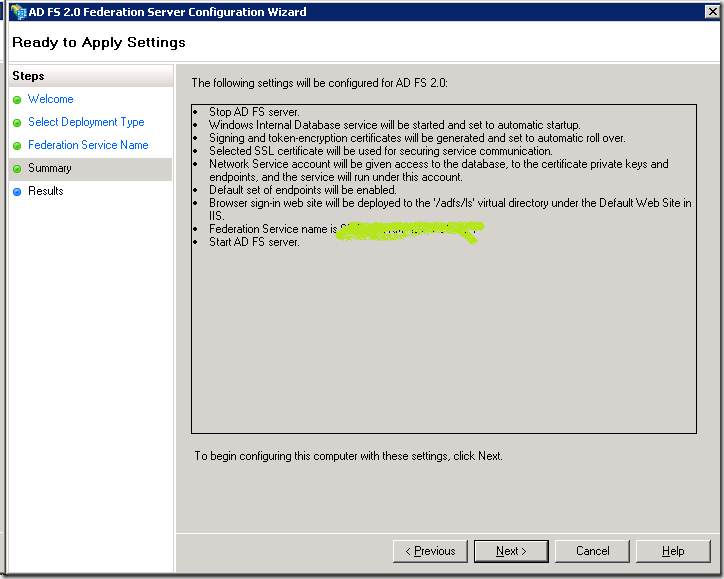 AD FS 2.0 Federation Server Configuration Wizard
Ready to Apply Settings
Steps
Welcome
Select Deployment Type
Federation Service Name
Summary
Results
The following settings will be configured for AD FS 2.0:
• Stop AD FS server.
• Windows Internal Database service will be started and set to automatic startup.
• Signing and token-encryption certificates will be generated and set to automatic roll over.
• Selected SSL certificate will be used for securing service communication.
• Network Service account will be given access to the database, to the certificate private keys and
endpoints, and the service will run under this account.
• Default set of endpoints will be enabled.
• Browser sign-in web site will be deployed to the '/adfs/ls' virtual directory under the Default Web Site in
IIS.
• Federation Service name is
• Start AD FS server.
To begin configuring this computer with these settings, click Next.
< Previous
Next >
Cancel
Help